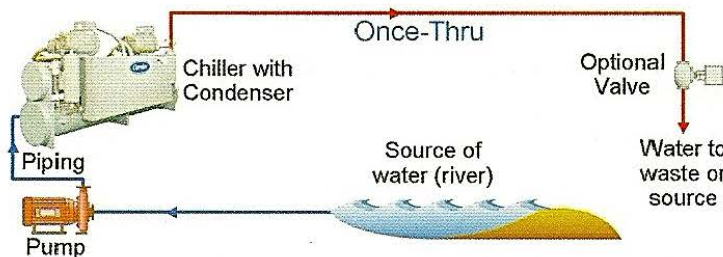 Once-Thru
Chiller with
Condenser
Optional
Valve
Piping
Source of
water (river)
Water to
waste or
source
Pump